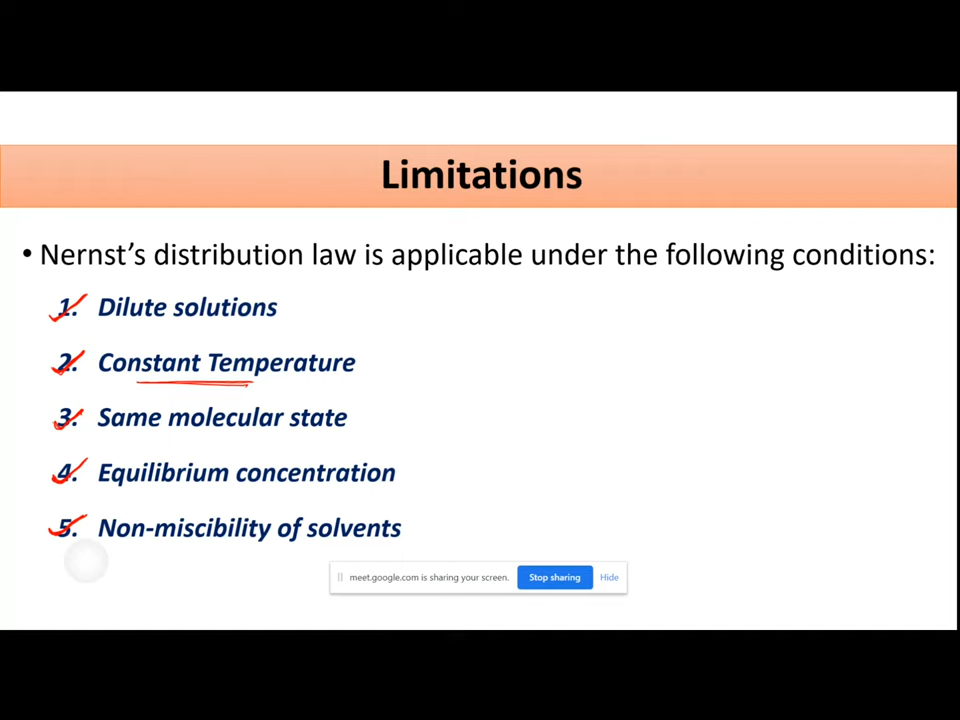 Limitations
• Nernst’s distribution law is applicable under the following conditions:
1. Dilute solutions
2. Constant Temperature
3. Same molecular state
4. Equilibrium concentration
5. Non-miscibility of solvents
meet.google.com is sharing your screen. Stop sharing Hide